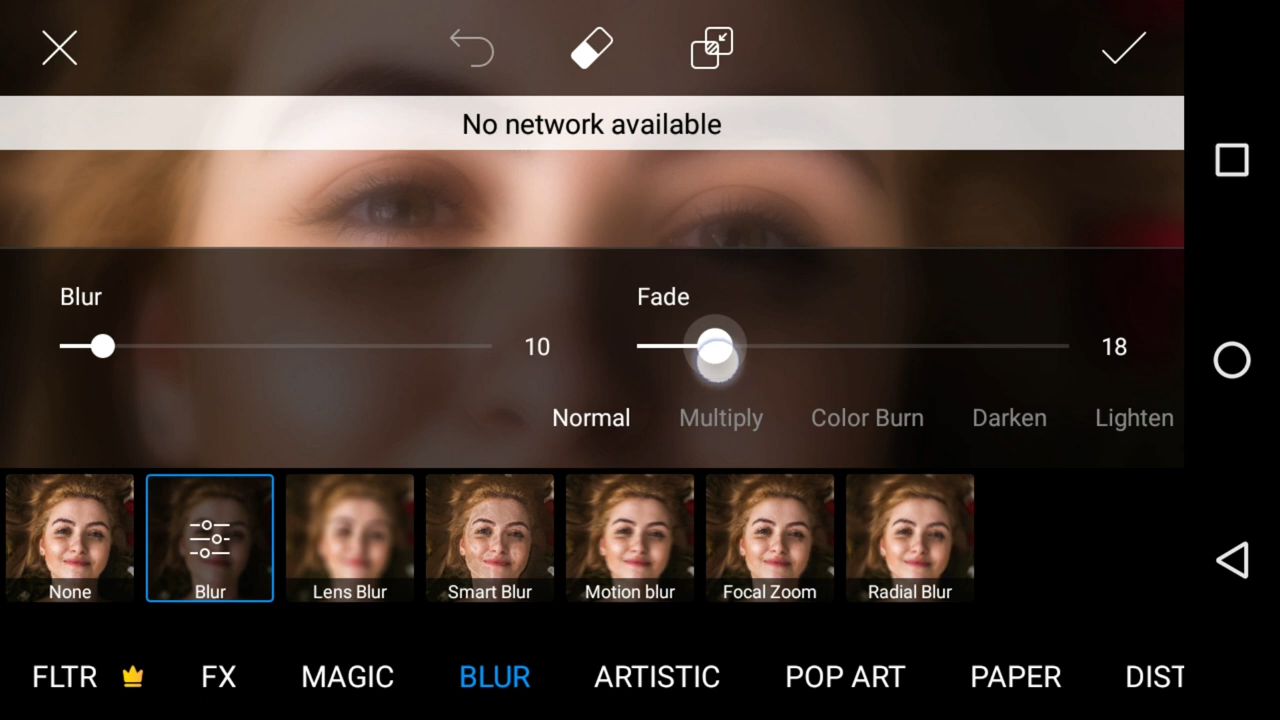 No network available
Blur
10
Fade
18
Normal Multiply Color Burn Darken Lighten
None Blur Lens Blur Smart Blur Motion blur Focal Zoom Radial Blur
FLTR FX MAGIC BLUR ARTISTIC POP ART PAPER DIST